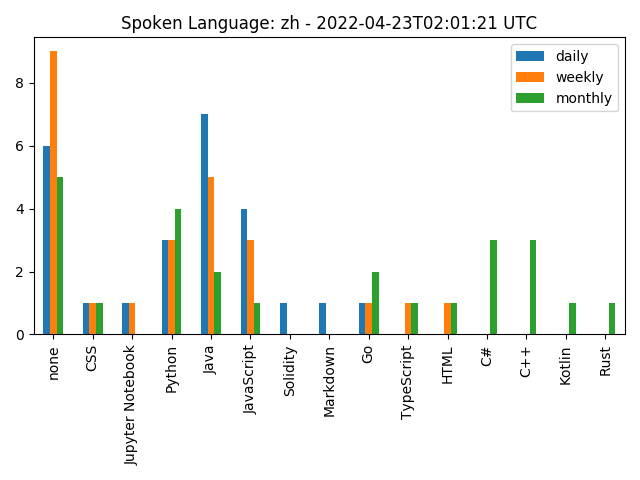 Spoken Language: zh - 2022-04-23T02:01:21 UTC
daily
weekly
monthly
8
6
4
2
0
none
CSS
Jupyter Notebook
Python
Java
JavaScript
Solidity
Markdown
Go
TypeScript
HTML
C#
C++
Kotlin
Rust